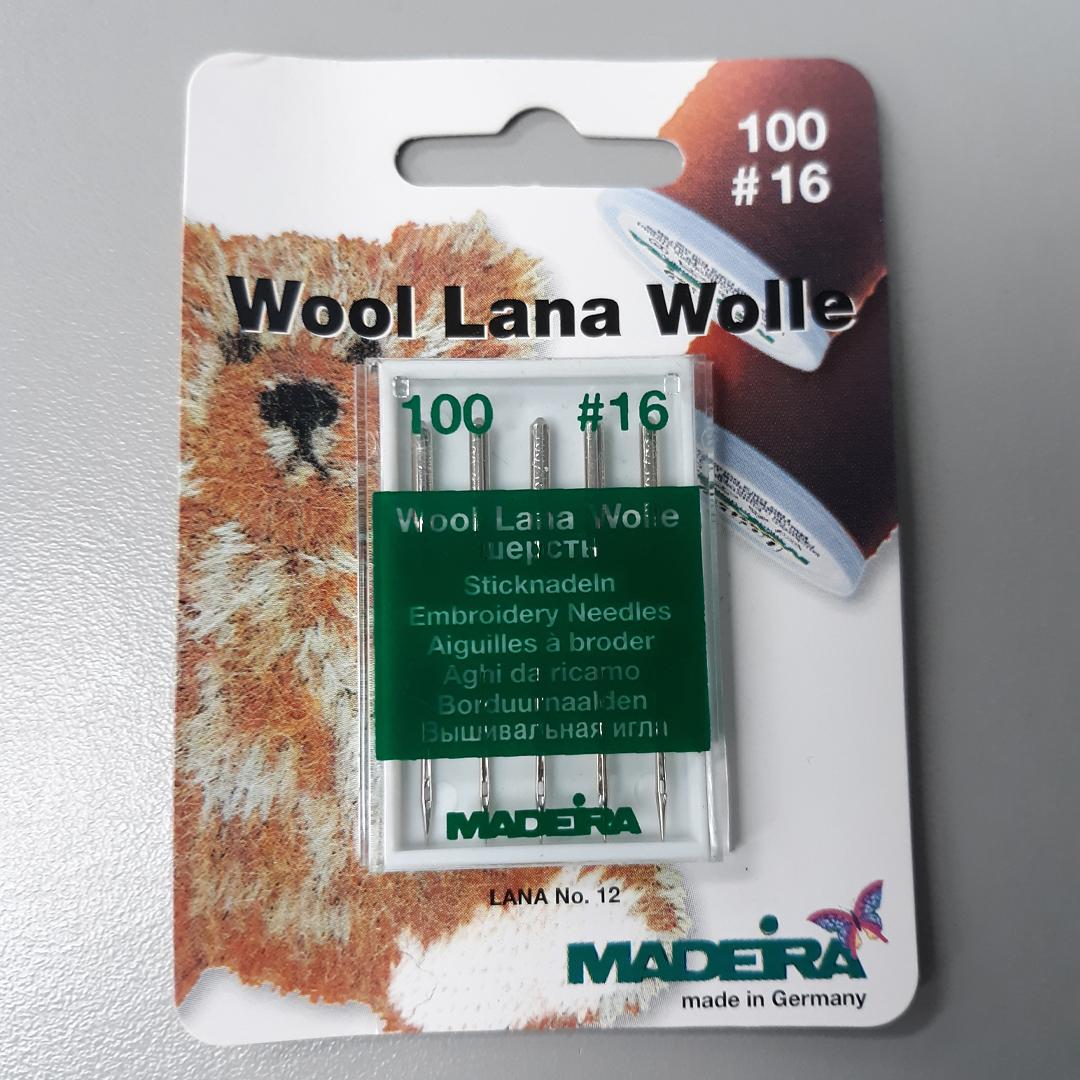 100
# 16
Wool Lana Wolle
100 #16
Wool Lana Wolle
шерсть
Sticknadeln
Embroidery Needles
Aiguilles à broder
Aghi da ricamo
Borduurnaalden
Вышивальная игла
MADEIRA
LANA No. 12
MADEIRA
made in Germany